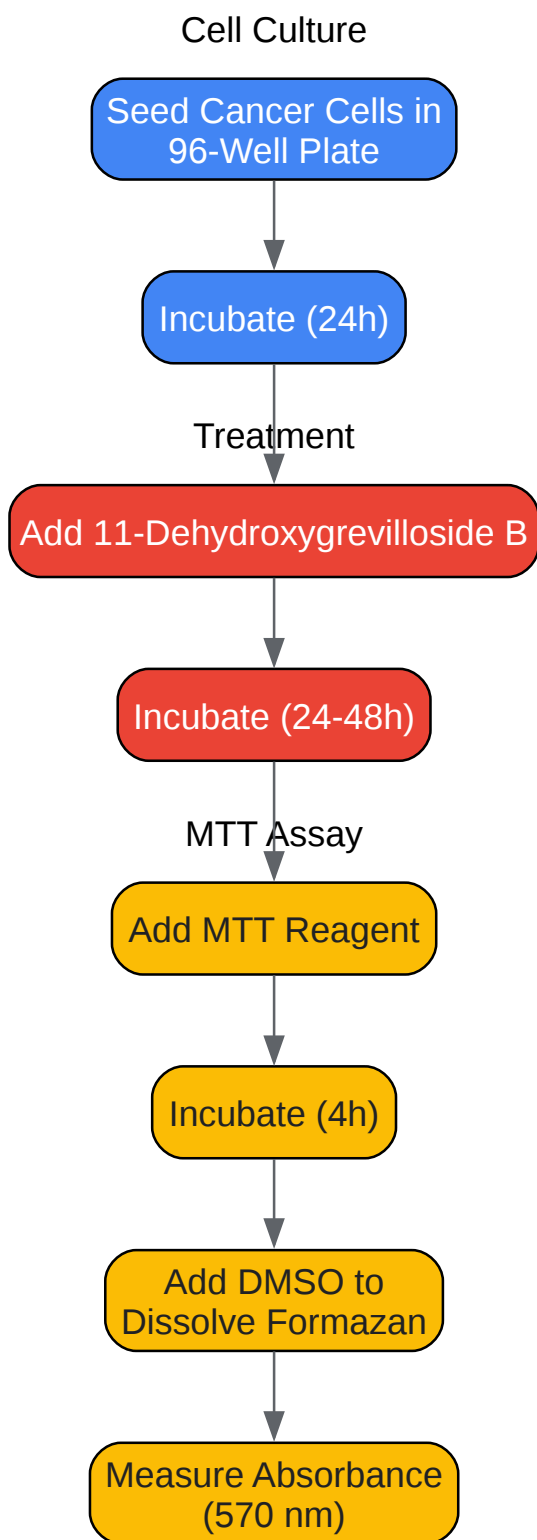 Cell Culture
Seed Cancer Cells in
96-Well Plate
Incubate (24h)
Treatment
Add 11-Dehydroxygrevilloside B
Incubate (24-48h)
MTT Assay
Add MTT Reagent
Incubate (4h)
Add DMSO to
Dissolve Formazan
Measure Absorbance
(570 nm)